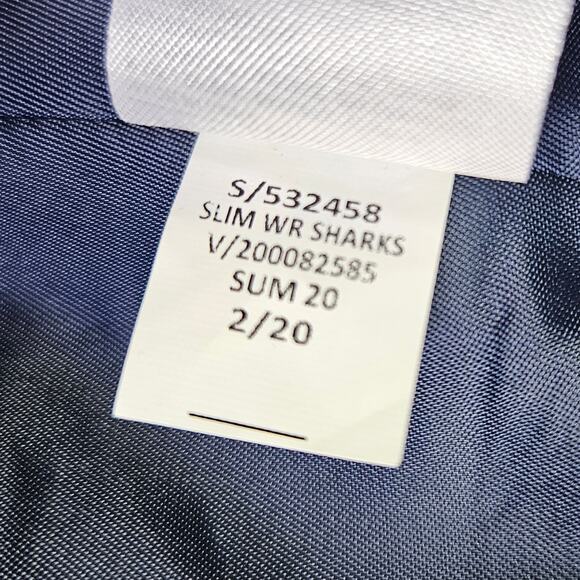 S/532458
SLIM WR SHARKS
V/200082585
SUM 20
2/20